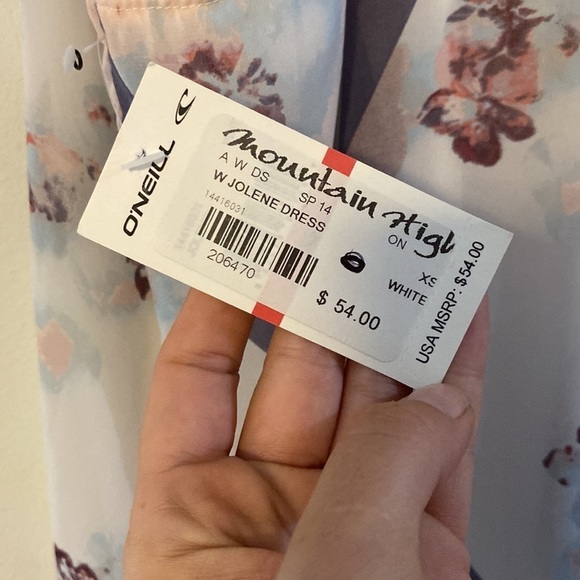 O'NEILL
Mountain High
A W DS SP 14
W JOLENE DRESS ON
14416031 XS
206470 WHITE
$ 54.00
USA MSRP: $54.00